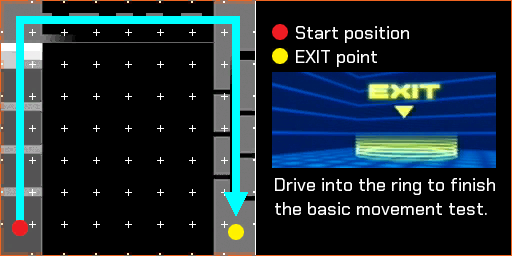 Start position
EXIT point
EXIT
Drive into the ring to finish
the basic movement test.